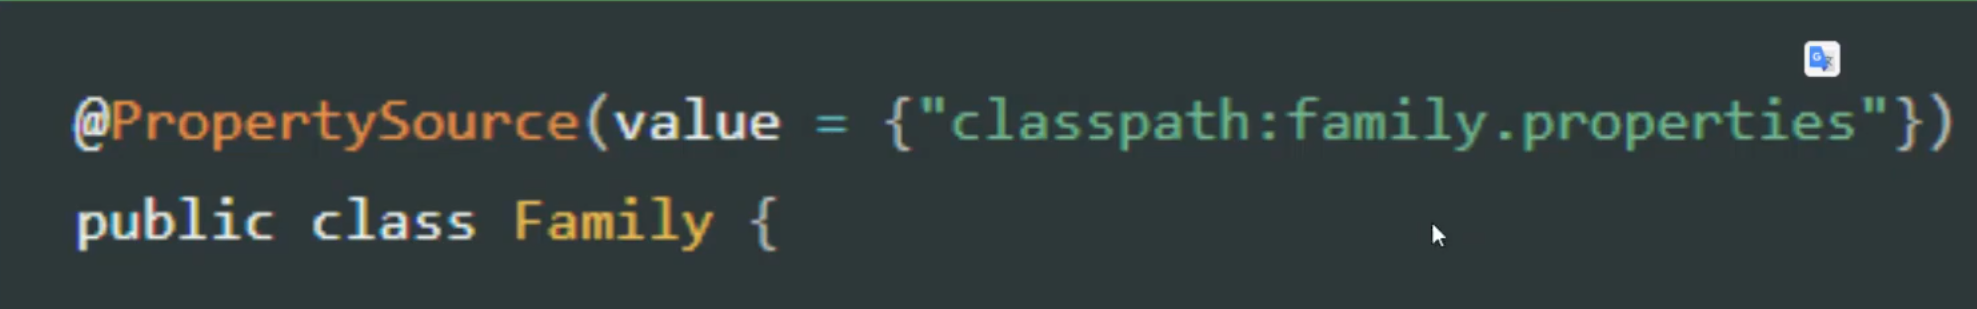 @PropertySource(value = {"classpath:family.properties"})
public class Family {